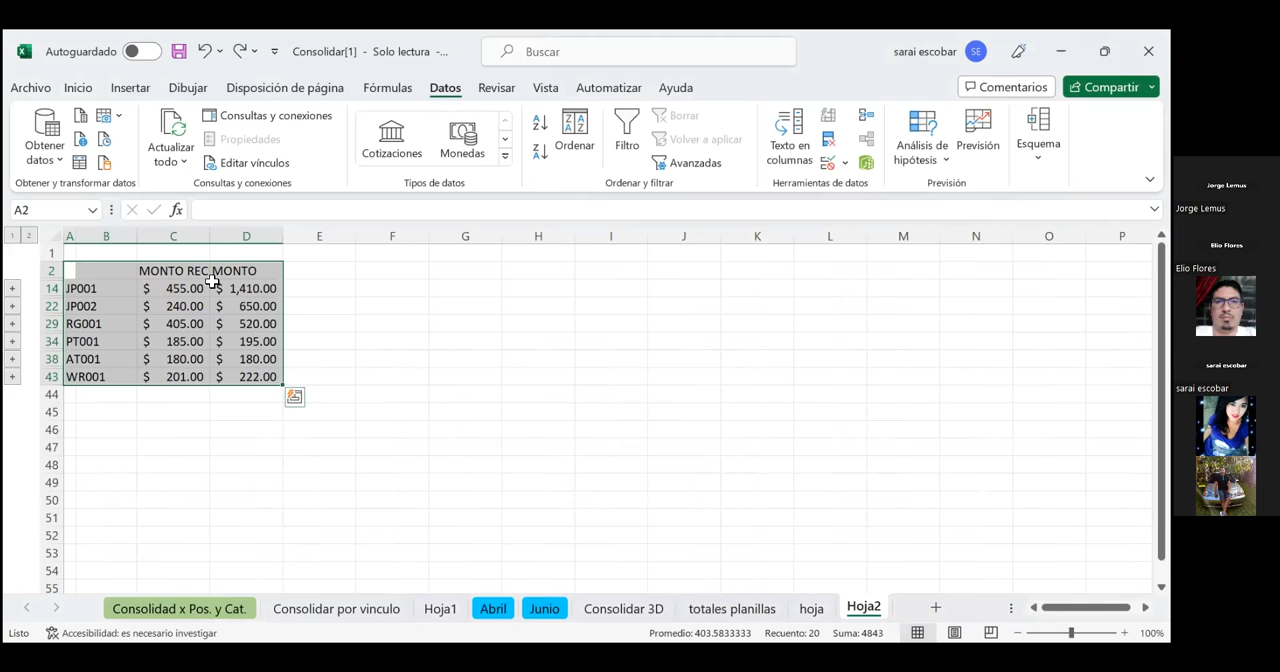 Autoguardado Consolidar[1] - Solo lectura -... Buscar sarai escobar SE
Archivo Inicio Insertar Dibujar Disposición de página Fórmulas Datos Revisar Vista Automatizar Ayuda Comentarios Compartir
Obtener datos
Actualizar todo
Consultas y conexiones
Propiedades
Editar vínculos
Cotizaciones
Monedas
Ordenar
Filtro
Borrar
Volver a aplicar
Avanzadas
Texto en columnas
Análisis de hipótesis
Previsión
Esquema
Obtener y transformar datos Consultas y conexiones Tipos de datos Ordenar y filtrar Herramientas de datos Previsión
A2 fx
1 2 A B C D E F G H I J K L M N O P
1
2 MONTO REC MONTO
14 JP001 $ 455.00 $ 1,410.00
22 JP002 $ 240.00 $ 650.00
29 RG001 $ 405.00 $ 520.00
34 PT001 $ 185.00 $ 195.00
38 AT001 $ 180.00 $ 180.00
43 WR001 $ 201.00 $ 222.00
44
45
46
47
48
49
50
51
52
53
54
55
Consolidad x Pos. y Cat. Consolidar por vinculo Hoja1 Abril Junio Consolidar 3D totales planillas hoja Hoja2
Listo Accesibilidad: es necesario investigar Promedio: 403.5833333 Recuento: 20 Suma: 4843 100%
Jorge Lemus
Jorge Lemus
Elio Flores
Elio Flores
sarai escobar
sarai escobar